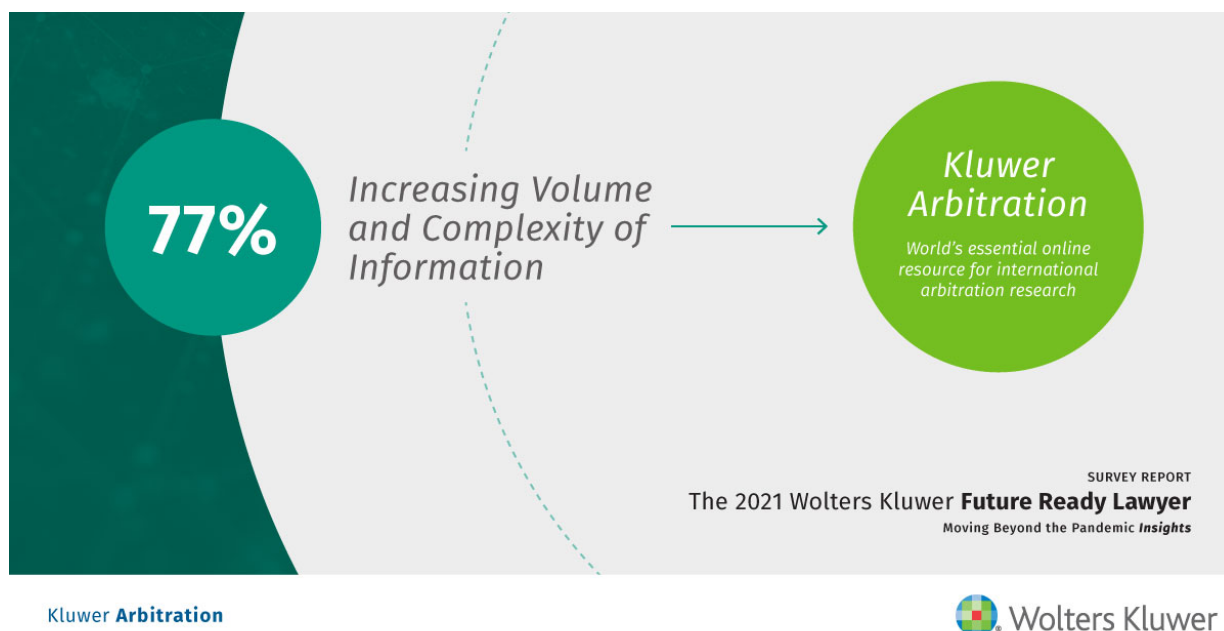 77%
Increasing Volume
and Complexity of
Information
Kluwer
Arbitration
World's essential online
resource for international
arbitration research
SURVEY REPORT
The 2021 Wolters Kluwer Future Ready Lawyer
Moving Beyond the Pandemic Insights
Kluwer Arbitration
Wolters Kluwer